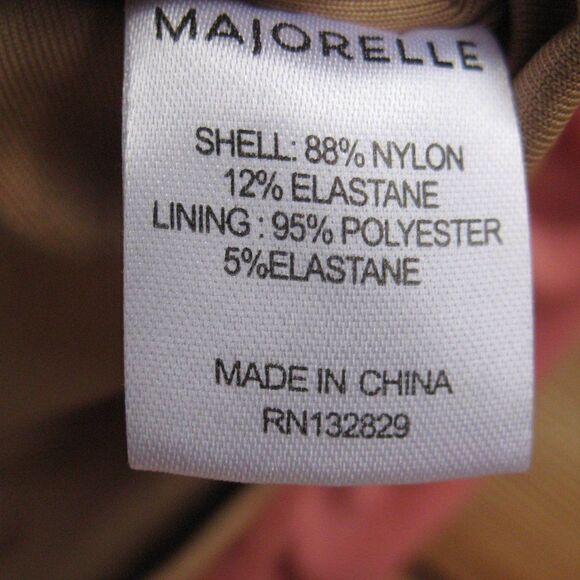 MAJORELLE
SHELL: 88% NYLON
12% ELASTANE
LINING : 95% POLYESTER
5%ELASTANE
MADE IN CHINA
RN132829